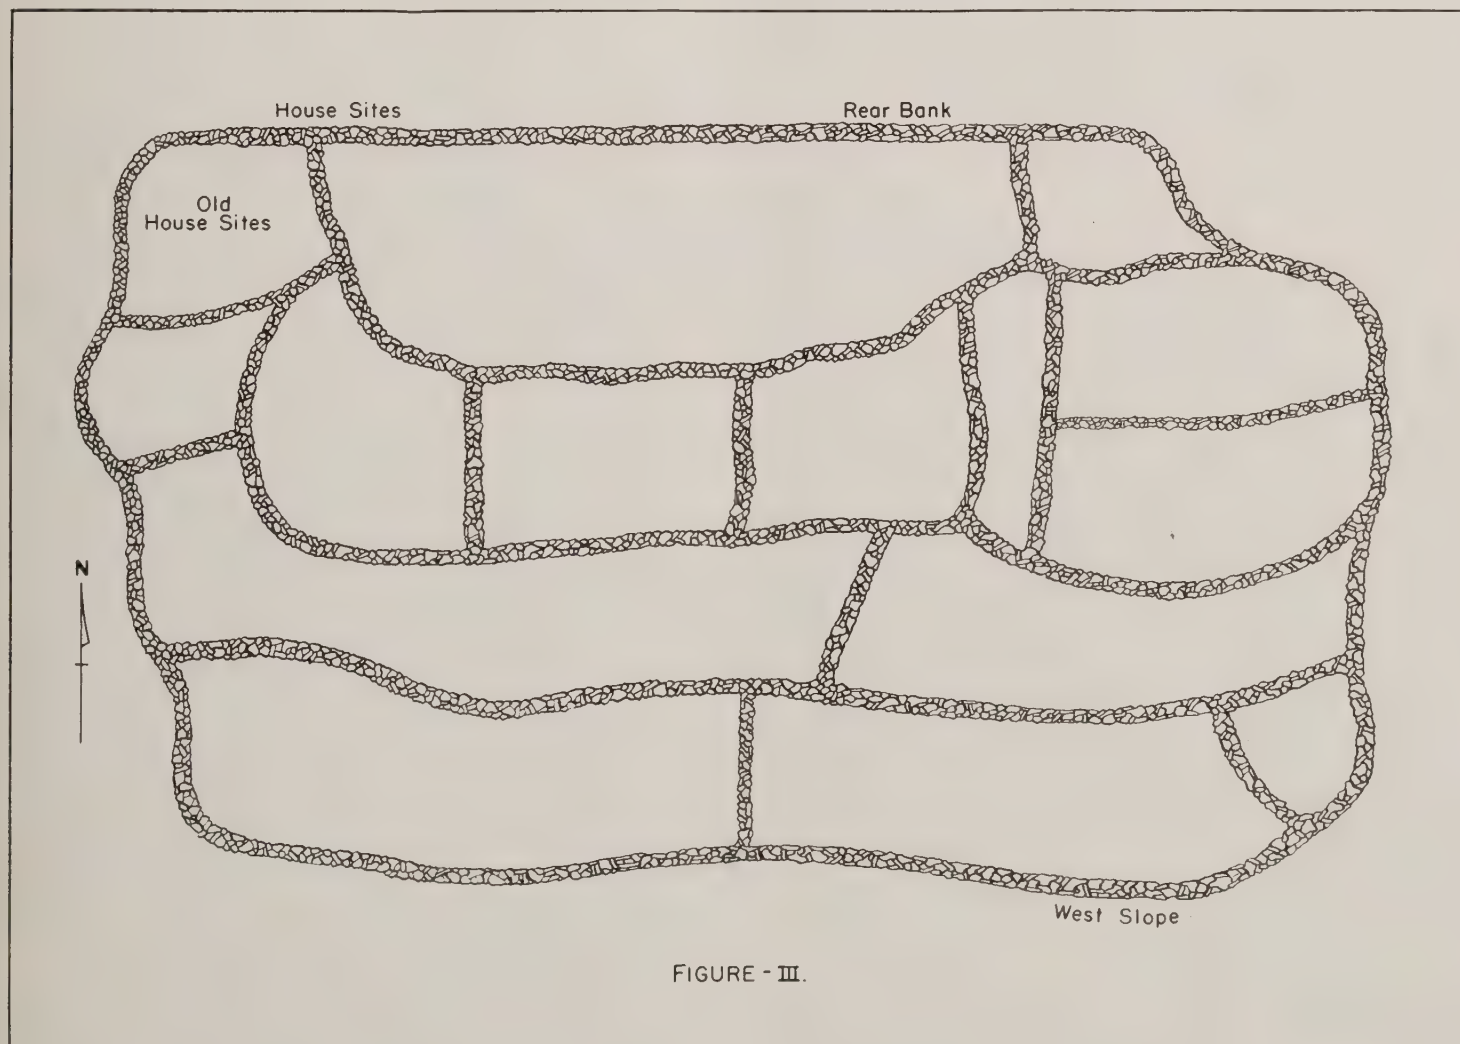 House Sites
Rear Bank
Old
House Sites
N
West Slope
FIGURE - III.